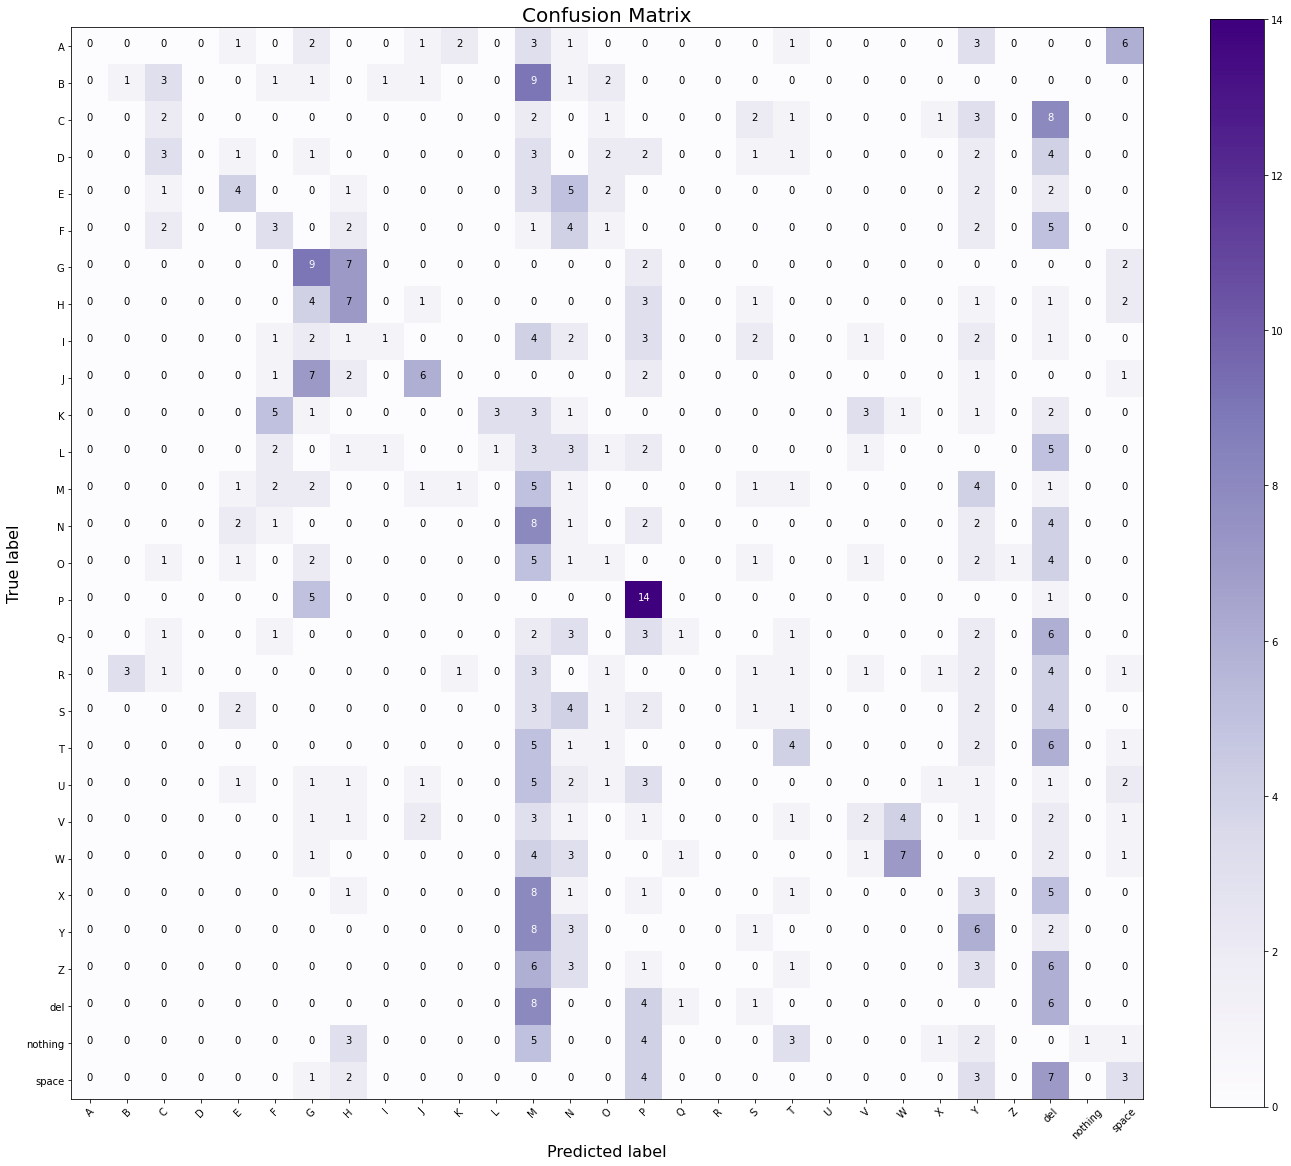 Confusion Matrix
A 0 0 0 0 1 0 2 0 0 1 2 0 3 1 0 0 0 0 0 1 0 0 0 0 3 0 0 0 6
B 0 1 3 0 0 1 1 0 1 1 0 0 9 1 2 0 0 0 0 0 0 0 0 0 0 0 0 0 0
C 0 0 2 0 0 0 0 0 0 0 0 0 2 0 1 0 0 0 2 1 0 0 0 1 3 0 8 0 0
D 0 0 3 0 1 0 1 0 0 0 0 0 3 0 2 2 0 0 1 1 0 0 0 0 2 0 4 0 0
E 0 0 1 0 4 0 0 1 0 0 0 0 3 5 2 0 0 0 0 0 0 0 0 0 2 0 2 0 0
F 0 0 2 0 0 3 0 2 0 0 0 0 1 4 1 0 0 0 0 0 0 0 0 0 2 0 5 0 0
G 0 0 0 0 0 0 9 7 0 0 0 0 0 0 0 2 0 0 0 0 0 0 0 0 0 0 0 0 2
H 0 0 0 0 0 0 4 7 0 1 0 0 0 0 0 3 0 0 1 0 0 0 0 0 1 0 1 0 2
I 0 0 0 0 0 1 2 1 1 0 0 0 4 2 0 3 0 0 2 0 0 1 0 0 2 0 1 0 0
J 0 0 0 0 0 1 7 2 0 6 0 0 0 0 0 2 0 0 0 0 0 0 0 0 1 0 0 0 1
K 0 0 0 0 0 5 1 0 0 0 0 3 3 1 0 0 0 0 0 0 0 3 1 0 1 0 2 0 0
L 0 0 0 0 0 2 0 1 1 0 0 1 3 3 1 2 0 0 0 0 0 1 0 0 0 0 5 0 0
M 0 0 0 0 1 2 2 0 0 1 1 0 5 1 0 0 0 0 1 1 0 0 0 0 4 0 1 0 0
N 0 0 0 0 2 1 0 0 0 0 0 0 8 1 0 2 0 0 0 0 0 0 0 0 2 0 4 0 0
O 0 0 1 0 1 0 2 0 0 0 0 0 5 1 1 0 0 0 1 0 0 1 0 0 2 1 4 0 0
P 0 0 0 0 0 0 5 0 0 0 0 0 0 0 0 14 0 0 0 0 0 0 0 0 0 0 1 0 0
Q 0 0 1 0 0 1 0 0 0 0 0 0 2 3 0 3 1 0 0 1 0 0 0 0 2 0 6 0 0
R 0 3 1 0 0 0 0 0 0 0 1 0 3 0 1 0 0 0 1 1 0 1 0 1 2 0 4 0 1
S 0 0 0 0 2 0 0 0 0 0 0 0 3 4 1 2 0 0 1 1 0 0 0 0 2 0 4 0 0
T 0 0 0 0 0 0 0 0 0 0 0 0 5 1 1 0 0 0 0 4 0 0 0 0 2 0 6 0 1
U 0 0 0 0 1 0 1 1 0 1 0 0 5 2 1 3 0 0 0 0 0 0 0 1 1 0 1 0 2
V 0 0 0 0 0 0 1 1 0 2 0 0 3 1 0 1 0 0 0 1 0 2 4 0 1 0 2 0 1
W 0 0 0 0 0 0 1 0 0 0 0 0 4 3 0 0 1 0 0 0 0 1 7 0 0 0 2 0 1
X 0 0 0 0 0 0 0 1 0 0 0 0 8 1 0 1 0 0 0 1 0 0 0 0 3 0 5 0 0
Y 0 0 0 0 0 0 0 0 0 0 0 0 8 3 0 0 0 0 1 0 0 0 0 0 6 0 2 0 0
Z 0 0 0 0 0 0 0 0 0 0 0 0 6 3 0 1 0 0 0 1 0 0 0 0 3 0 6 0 0
del 0 0 0 0 0 0 0 0 0 0 0 0 8 0 0 4 1 0 1 0 0 0 0 0 0 0 6 0 0
nothing 0 0 0 0 0 0 0 3 0 0 0 0 5 0 0 4 0 0 0 3 0 0 0 1 2 0 0 1 1
space 0 0 0 0 0 0 1 2 0 0 0 0 0 0 0 4 0 0 0 0 0 0 0 0 3 0 7 0 3
A B C D E F G H I J K L M N O P Q R S T U V W X Y Z del nothing space
Predicted label
True label
14
12
10
8
6
4
2
0